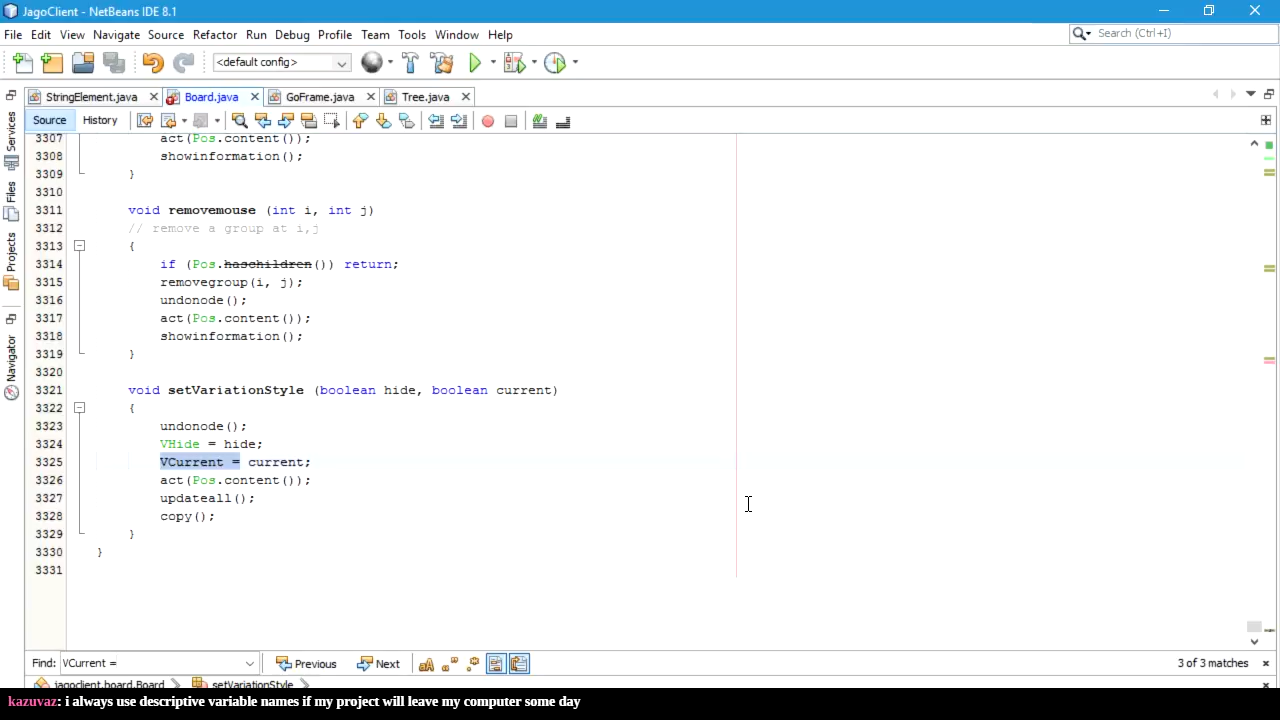 JagoClient - NetBeans IDE 8.1
File Edit View Navigate Source Refactor Run Debug Profile Team Tools Window Help
Search (Ctrl+I)
<default config>
StringElement.java Board.java GoFrame.java Tree.java
Source History
Services
Files
Projects
Navigator
3307 act(Pos.content());
3308 showinformation();
3309 }
3310
3311 void removemouse (int i, int j)
3312 // remove a group at i,j
3313 {
3314 if (Pos.haschildren()) return;
3315 removegroup(i, j);
3316 undonode();
3317 act(Pos.content());
3318 showinformation();
3319 }
3320
3321 void setVariationStyle (boolean hide, boolean current)
3322 {
3323 undonode();
3324 VHide = hide;
3325 VCurrent = current;
3326 act(Pos.content());
3327 updateall();
3328 copy();
3329 }
3330 }
3331
Find: VCurrent = Previous Next 3 of 3 matches
jagoclient.board.Board setVariationStyle
kazuvaz: i always use descriptive variable names if my project will leave my computer some day